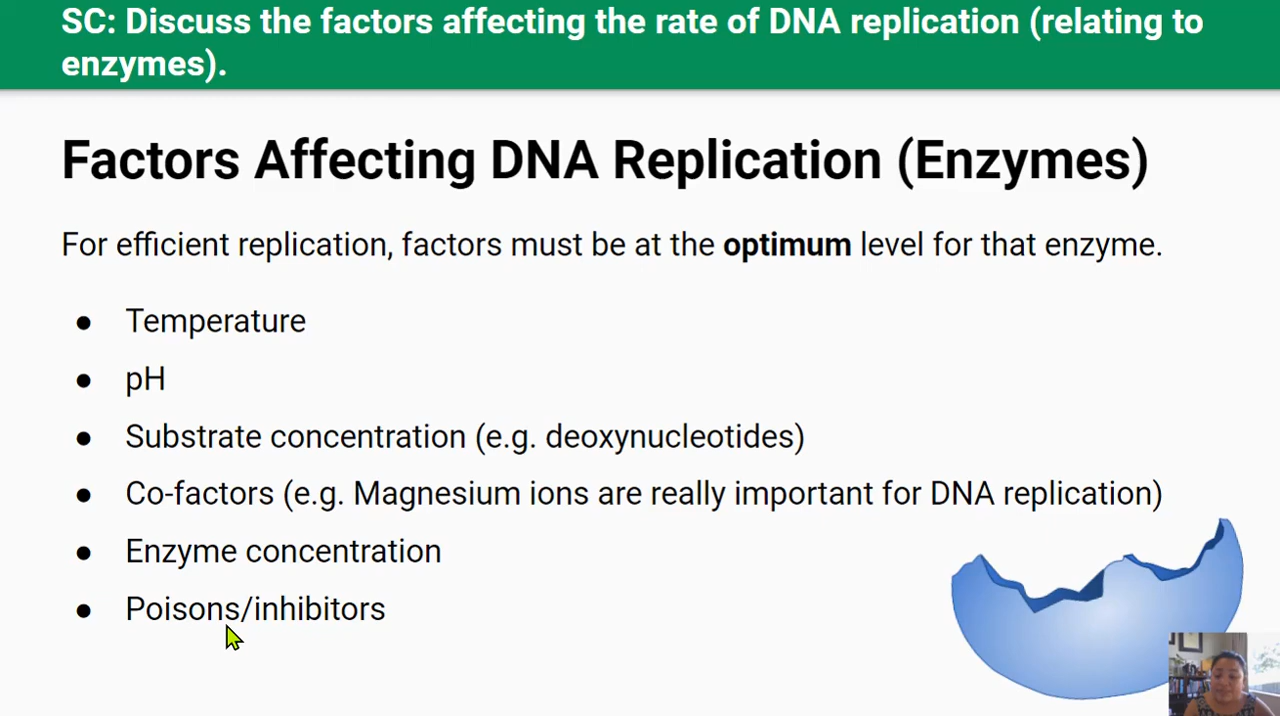 SC: Discuss the factors affecting the rate of DNA replication (relating to
enzymes).
Factors Affecting DNA Replication (Enzymes)
For efficient replication, factors must be at the optimum level for that enzyme.
● Temperature
● pH
● Substrate concentration (e.g. deoxynucleotides)
● Co-factors (e.g. Magnesium ions are really important for DNA replication)
● Enzyme concentration
● Poisons/inhibitors